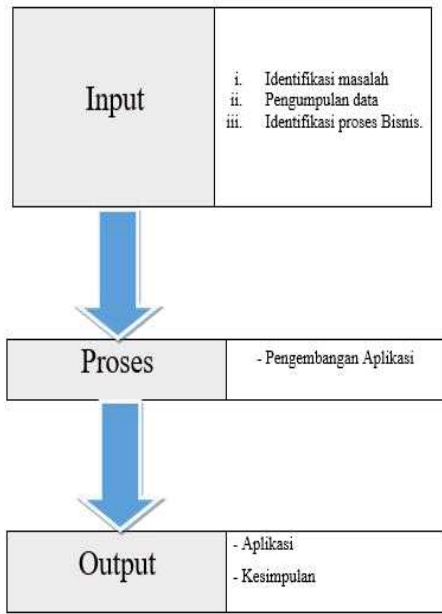 Input
i. Identifikasi masalah
ii. Pengumpulan data
iii. Identifikasi proses Bisnis.
Proses
- Pengembangan Aplikasi
Output
- Aplikasi
- Kesimpulan